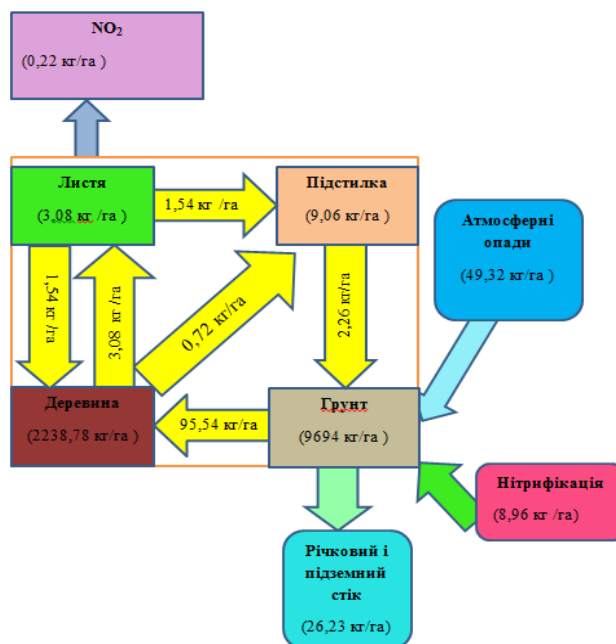 NO₂
(0,22 кг/га )
Листя
(3,08 кг /га )
1,54 кг /га
Підстилка
(9,06 кг/га )
Атмосферні
опади
(49,32 кг/га )
1,54 кг /га
3,08 кг /га
0,72 кг/га
2,26 кг/га
Деревина
(2238,78 кг/га )
95,54 кг/га
Грунт
(9694 кг/га )
Нітрифікація
(8,96 кг /га)
Річковий і
підземний
стік
(26,23 кг/га)